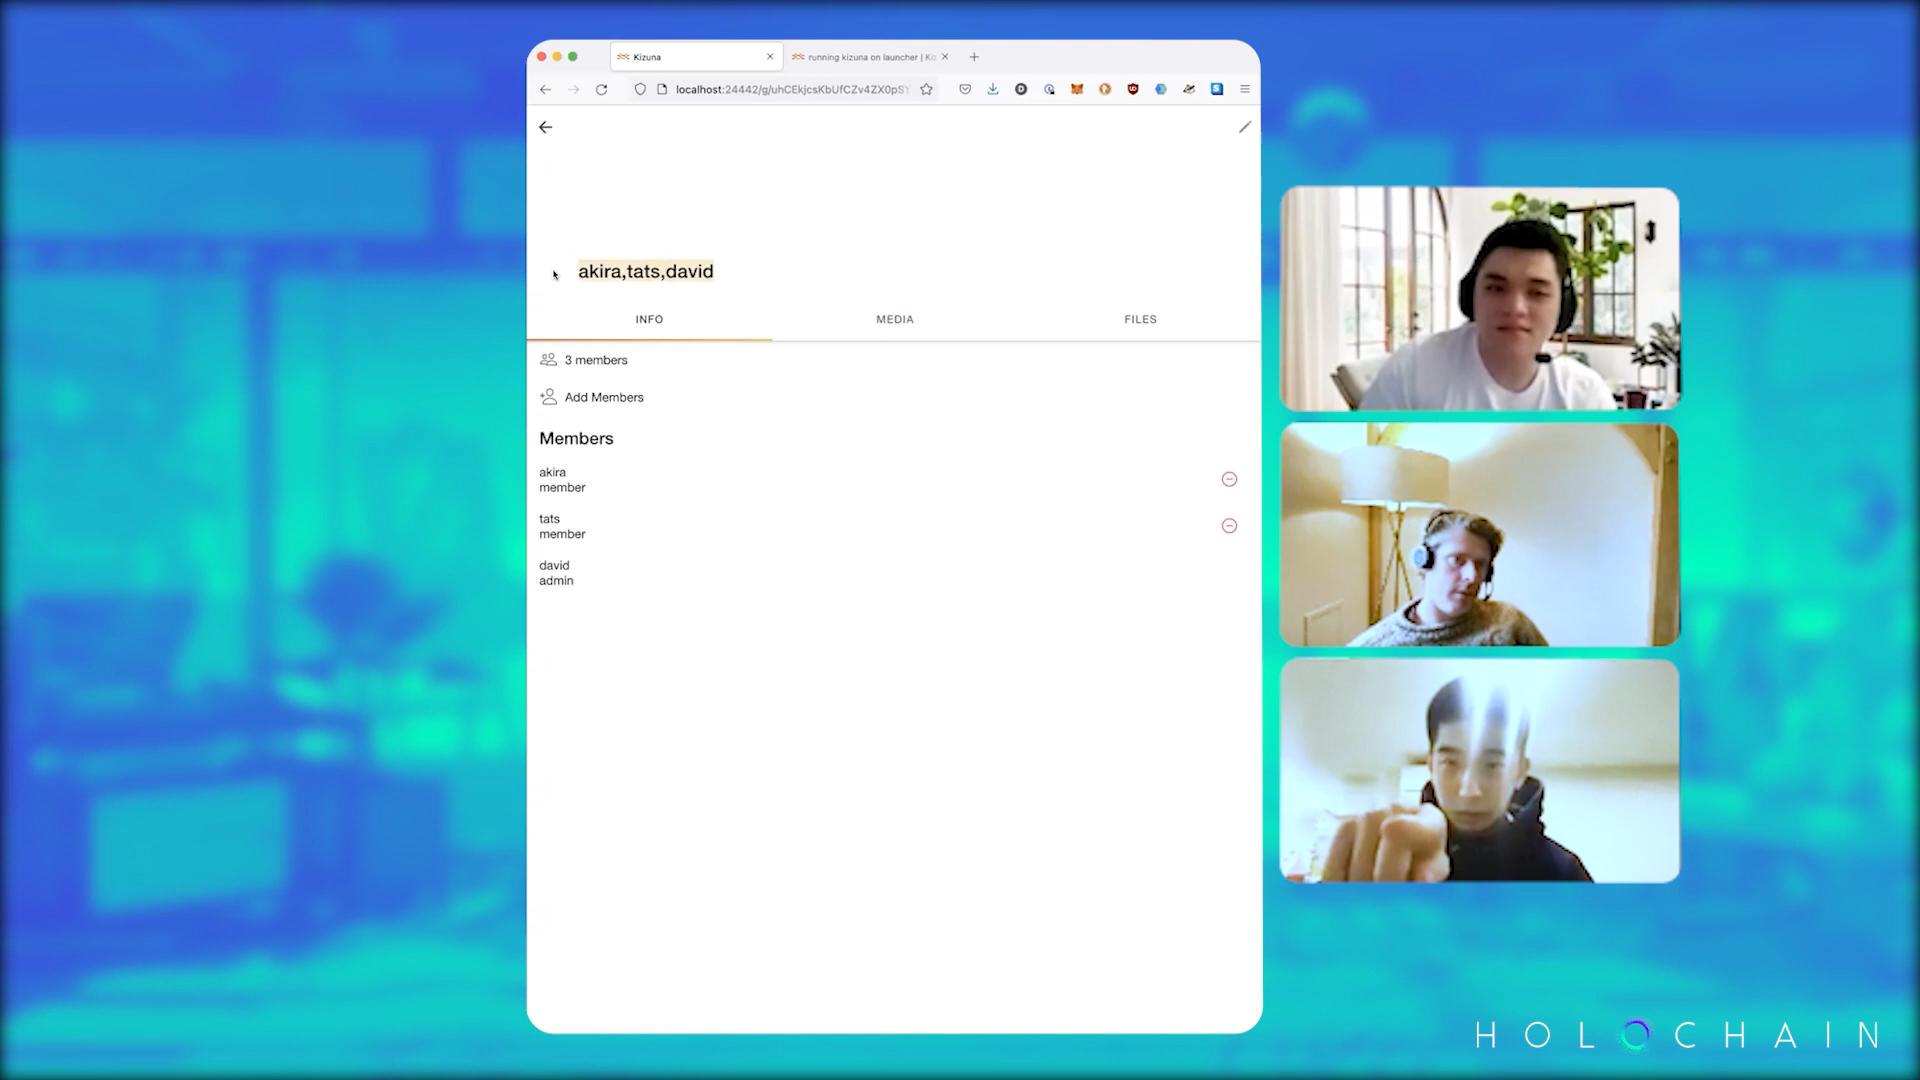 Kizuna
running kizuna on launcher | Kiz
localhost:24442/g/uhCEkjcsKbUfCZv4ZX0pS
akira,tats,david
INFO
MEDIA
FILES
3 members
Add Members
Members
akira
member
tats
member
david
admin
HOLOCHAIN